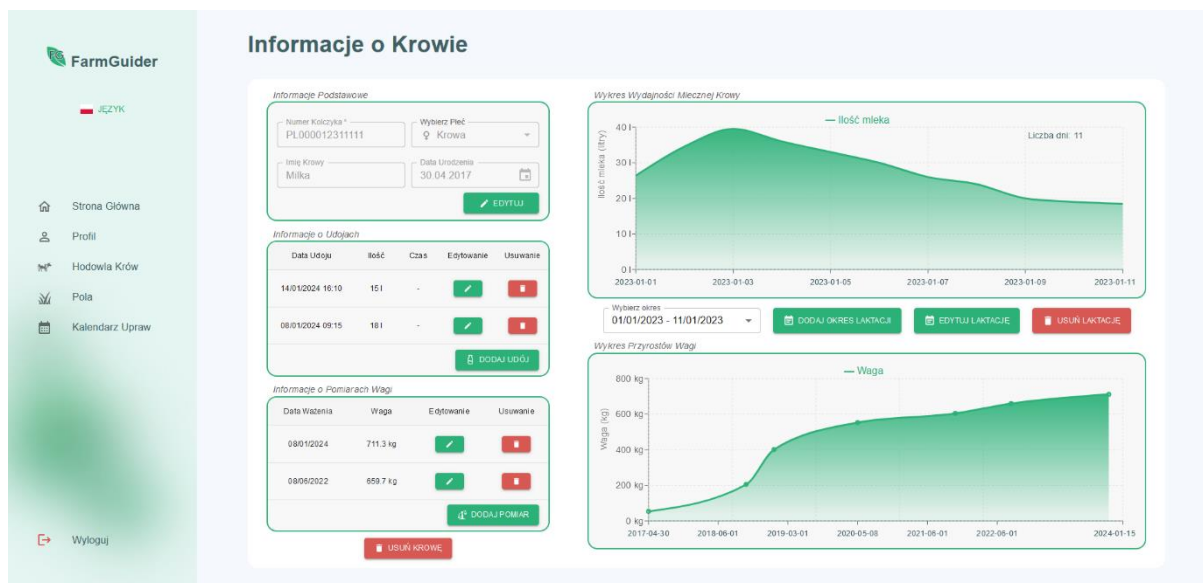 FarmGuider
JĘZYK
Strona Główna
Profil
Hodowla Krów
Pola
Kalendarz Upraw
Wyloguj
Informacje o Krowie
Informacje Podstawowe
Numer Kolczyka *
PL000012311111
Wybierz Płeć
Krowa
Imię Krowy
Milka
Data Urodzenia
30.04.2017
EDYTUJ
Informacje o Udojach
Data Udoju Ilość Czas Edytowanie Usuwanie
14/01/2024 16:10 15 l -
08/01/2024 09:15 18 l -
DODAJ UDÓJ
Informacje o Pomiarach Wagi
Data Ważenia Waga Edytowanie Usuwanie
08/01/2024 711.3 kg
08/06/2022 659.7 kg
DODAJ POMIAR
USUŃ KROWĘ
Wykres Wydajności Mlecznej Krowy
Ilość mleka
Liczba dni: 11
Ilość mleka (litry)
40 l
30 l
20 l
10 l
0 l
2023-01-01 2023-01-03 2023-01-05 2023-01-07 2023-01-09 2023-01-11
Wybierz okres
01/01/2023 - 11/01/2023
DODAJ OKRES LAKTACJI
EDYTUJ LAKTACJĘ
USUŃ LAKTACJĘ
Wykres Przyrostów Wagi
Waga
Waga (kg)
800 kg
600 kg
400 kg
200 kg
0 kg
2017-04-30 2018-06-01 2019-03-01 2020-05-08 2021-06-01 2022-06-01 2024-01-15